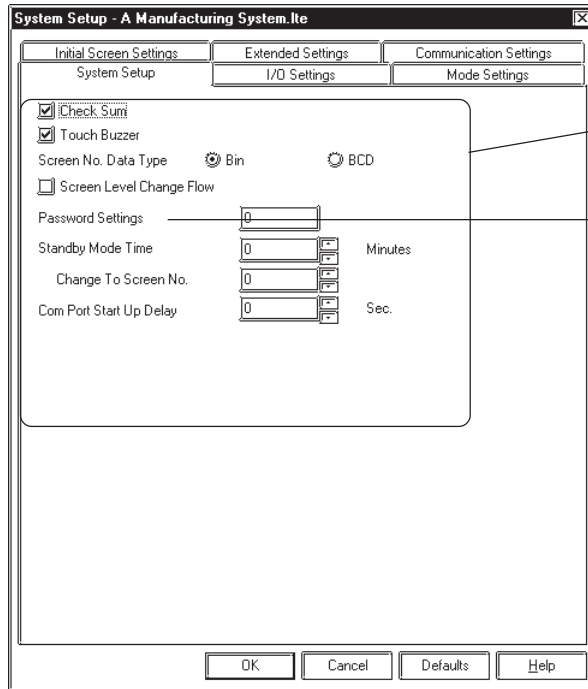 System Setup - A Manufacturing System.lte
Initial Screen Settings Extended Settings Communication Settings
System Setup I/O Settings Mode Settings
Check Sum
Touch Buzzer
Screen No. Data Type Bin BCD
Screen Level Change Flow
Password Settings 0
Standby Mode Time 0 Minutes
Change To Screen No. 0
Com Port Start Up Delay 0 Sec.
OK Cancel Defaults Help